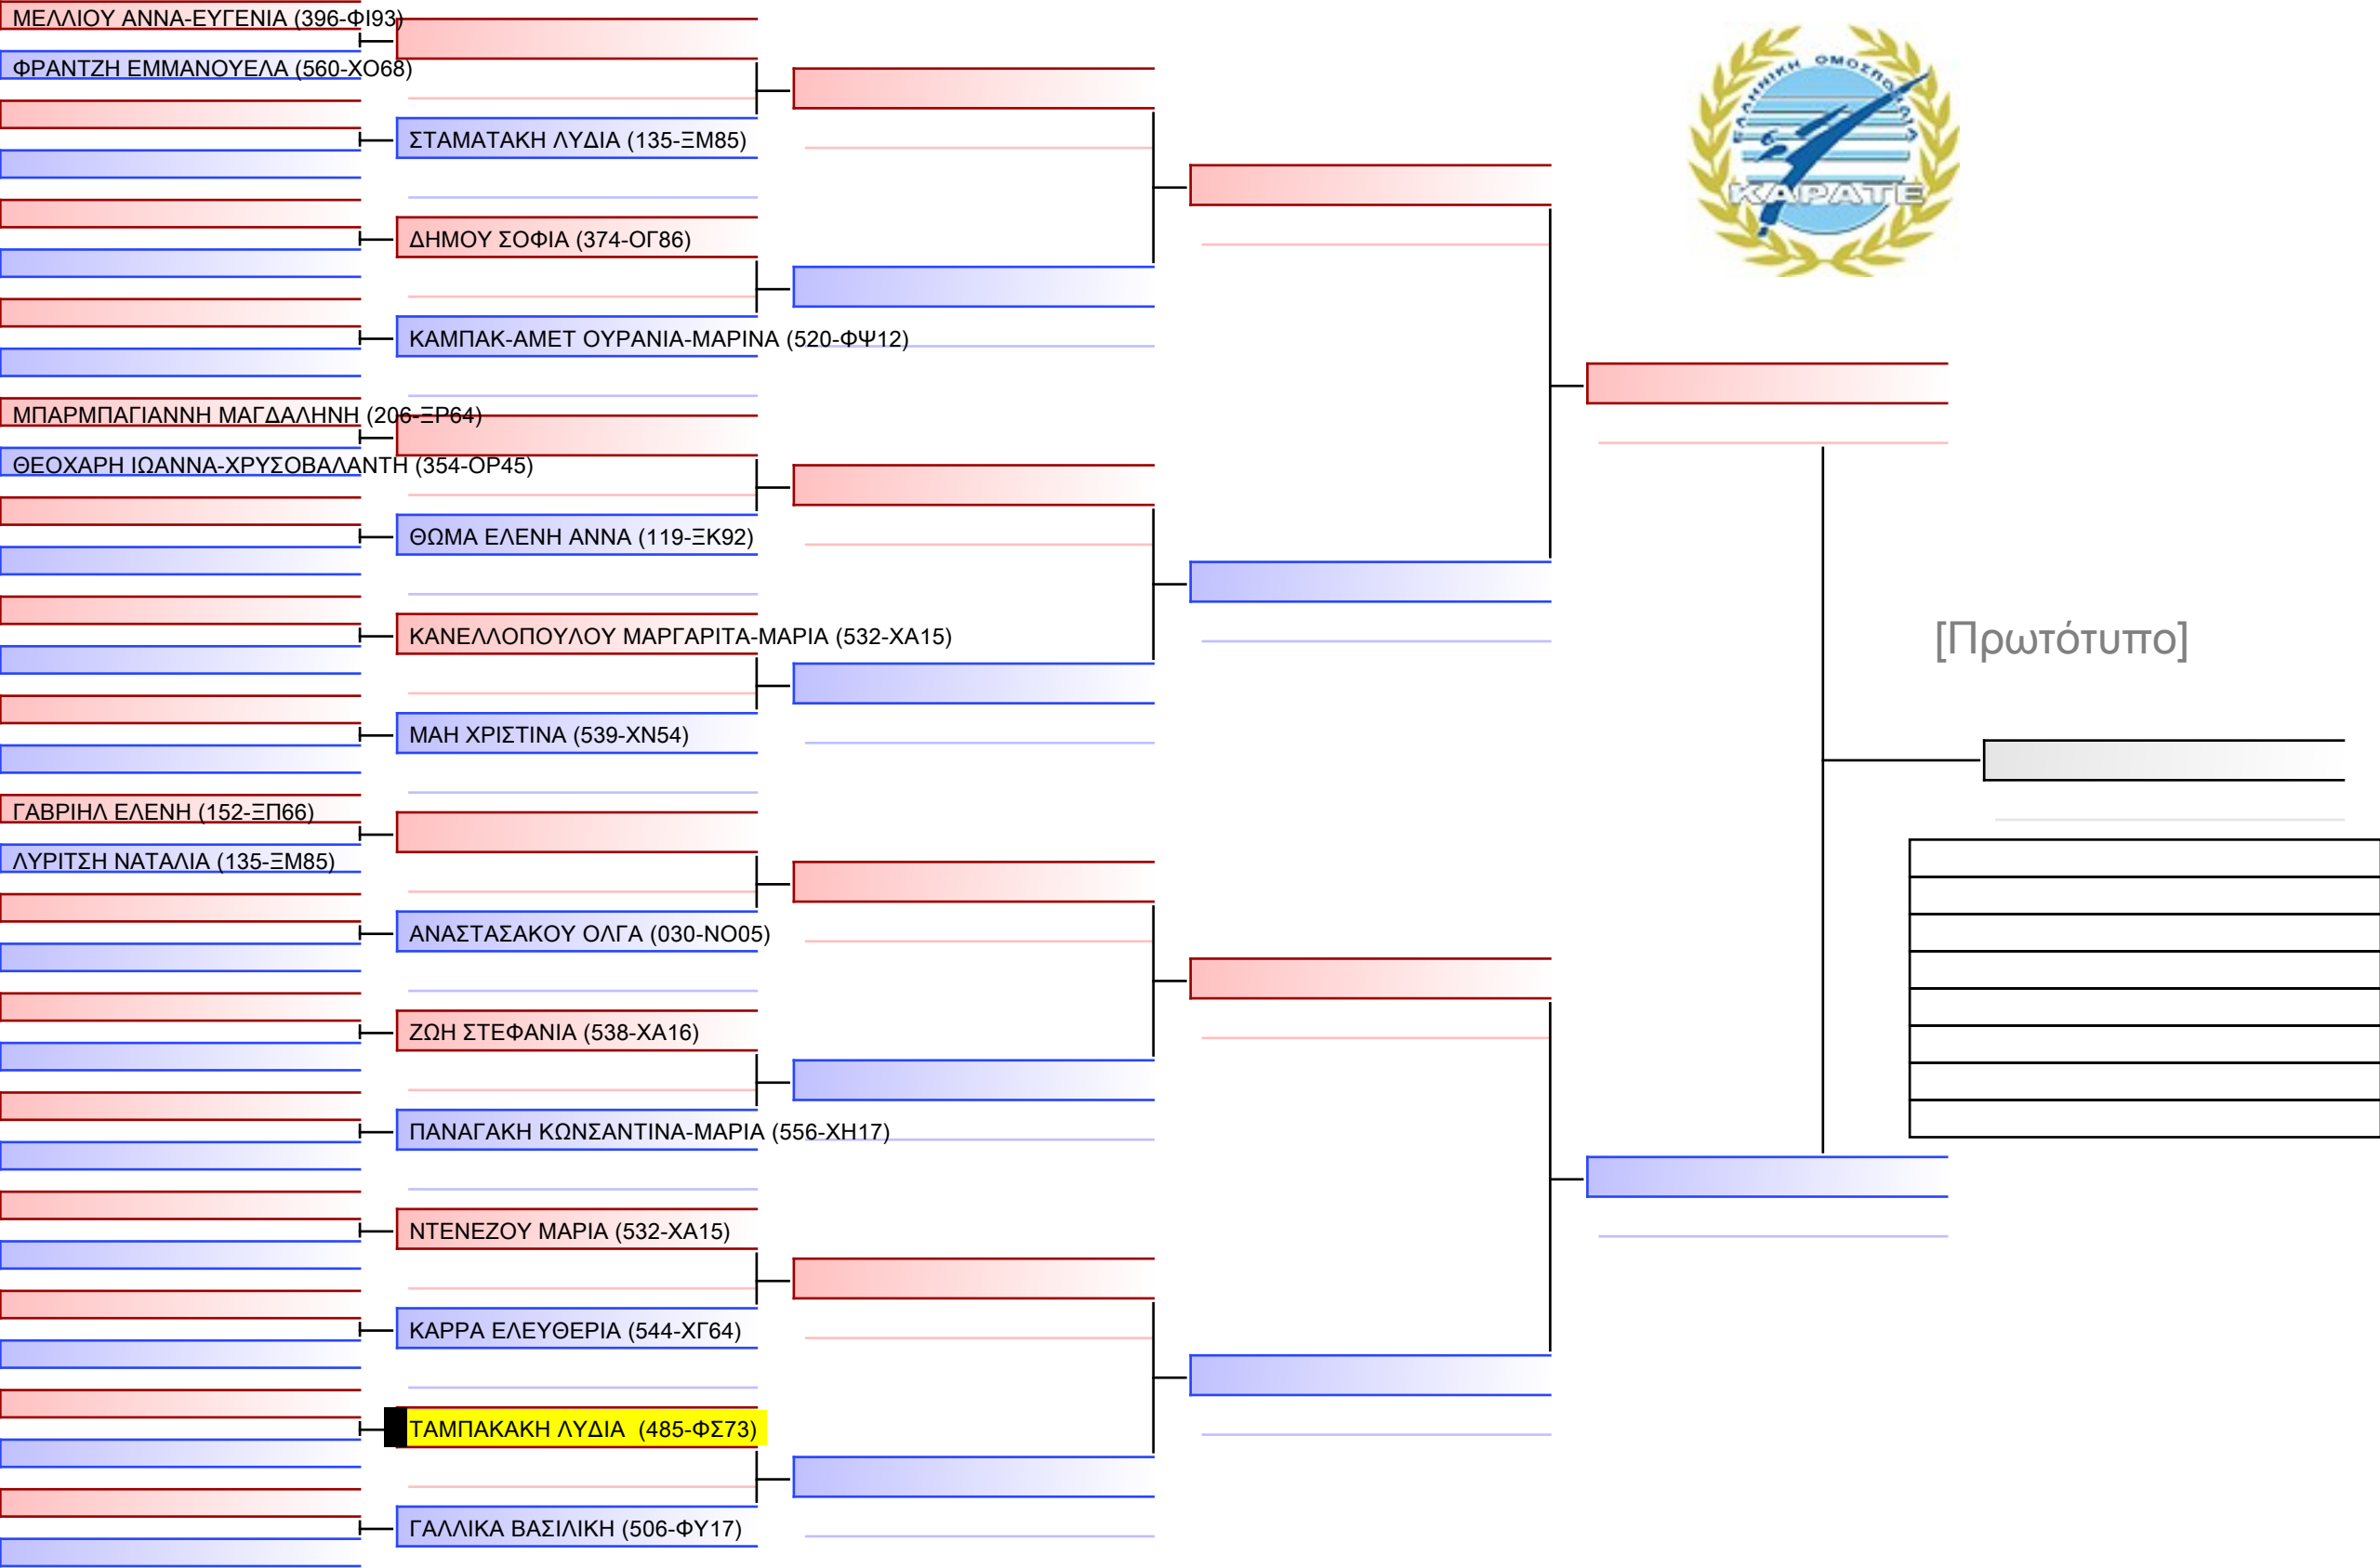 ΜΕΛΛΙΟΥ ΑΝΝΑ-ΕΥΓΕΝΙΑ (396-ΦΙ93)
ΦΡΑΝΤΖΗ ΕΜΜΑΝΟΥΕΛΑ (560-ΧΟ68)
ΣΤΑΜΑΤΑΚΗ ΛΥΔΙΑ (135-ΞΜ85)
ΔΗΜΟΥ ΣΟΦΙΑ (374-ΟΓ86)
ΚΑΜΠΑΚ-ΑΜΕΤ ΟΥΡΑΝΙΑ-ΜΑΡΙΝΑ (520-ΦΨ12)
ΜΠΑΡΜΠΑΓΙΑΝΝΗ ΜΑΓΔΑΛΗΝΗ (206-ΞΡ64)
ΘΕΟΧΑΡΗ ΙΩΑΝΝΑ-ΧΡΥΣΟΒΑΛΑΝΤΗ (354-ΟΡ45)
ΘΩΜΑ ΕΛΕΝΗ ΑΝΝΑ (119-ΞΚ92)
ΚΑΝΕΛΛΟΠΟΥΛΟΥ ΜΑΡΓΑΡΙΤΑ-ΜΑΡΙΑ (532-ΧΑ15)
ΜΑΗ ΧΡΙΣΤΙΝΑ (539-ΧΝ54)
ΓΑΒΡΙΗΛ ΕΛΕΝΗ (152-ΞΠ66)
ΛΥΡΙΤΣΗ ΝΑΤΑΛΙΑ (135-ΞΜ85)
ΑΝΑΣΤΑΣΑΚΟΥ ΟΛΓΑ (030-ΝΟ05)
ΖΩΗ ΣΤΕΦΑΝΙΑ (538-ΧΑ16)
ΠΑΝΑΓΑΚΗ ΚΩΝΣΑΝΤΙΝΑ-ΜΑΡΙΑ (556-ΧΗ17)
ΝΤΕΝΕΖΟΥ ΜΑΡΙΑ (532-ΧΑ15)
ΚΑΡΡΑ ΕΛΕΥΘΕΡΙΑ (544-ΧΓ64)
ΤΑΜΠΑΚΑΚΗ ΛΥΔΙΑ (485-ΦΣ73)
ΓΑΛΛΙΚΑ ΒΑΣΙΛΙΚΗ (506-ΦΥ17)
ΕΛΛΗΝΙΚΗ ΟΜΟΣΠΟΝΔΙΑ
ΚΑΡΑΤΕ
[Πρωτότυπο]